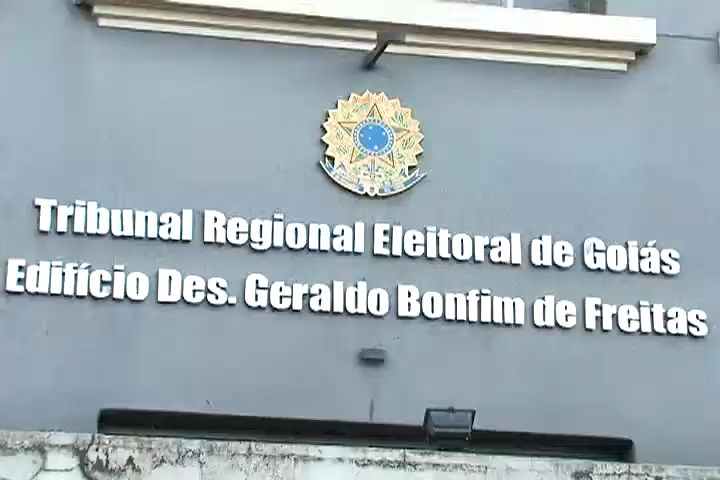 Tribunal Regional Eleitoral de Goiás
Edifício Des. Geraldo Bonfim de Freitas